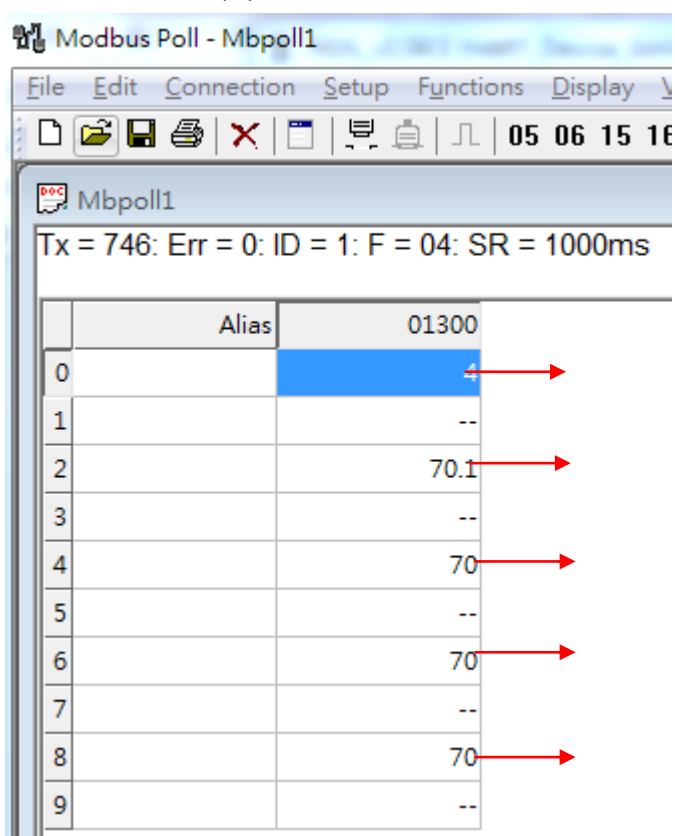 Modbus Poll - Mbpoll1
File Edit Connection Setup Functions Display
05 06 15 16
Mbpoll1
Tx = 746: Err = 0: ID = 1: F = 04: SR = 1000ms
Alias 01300
0 4
1 --
2 70.1
3 --
4 70
5 --
6 70
7 --
8 70
9 --